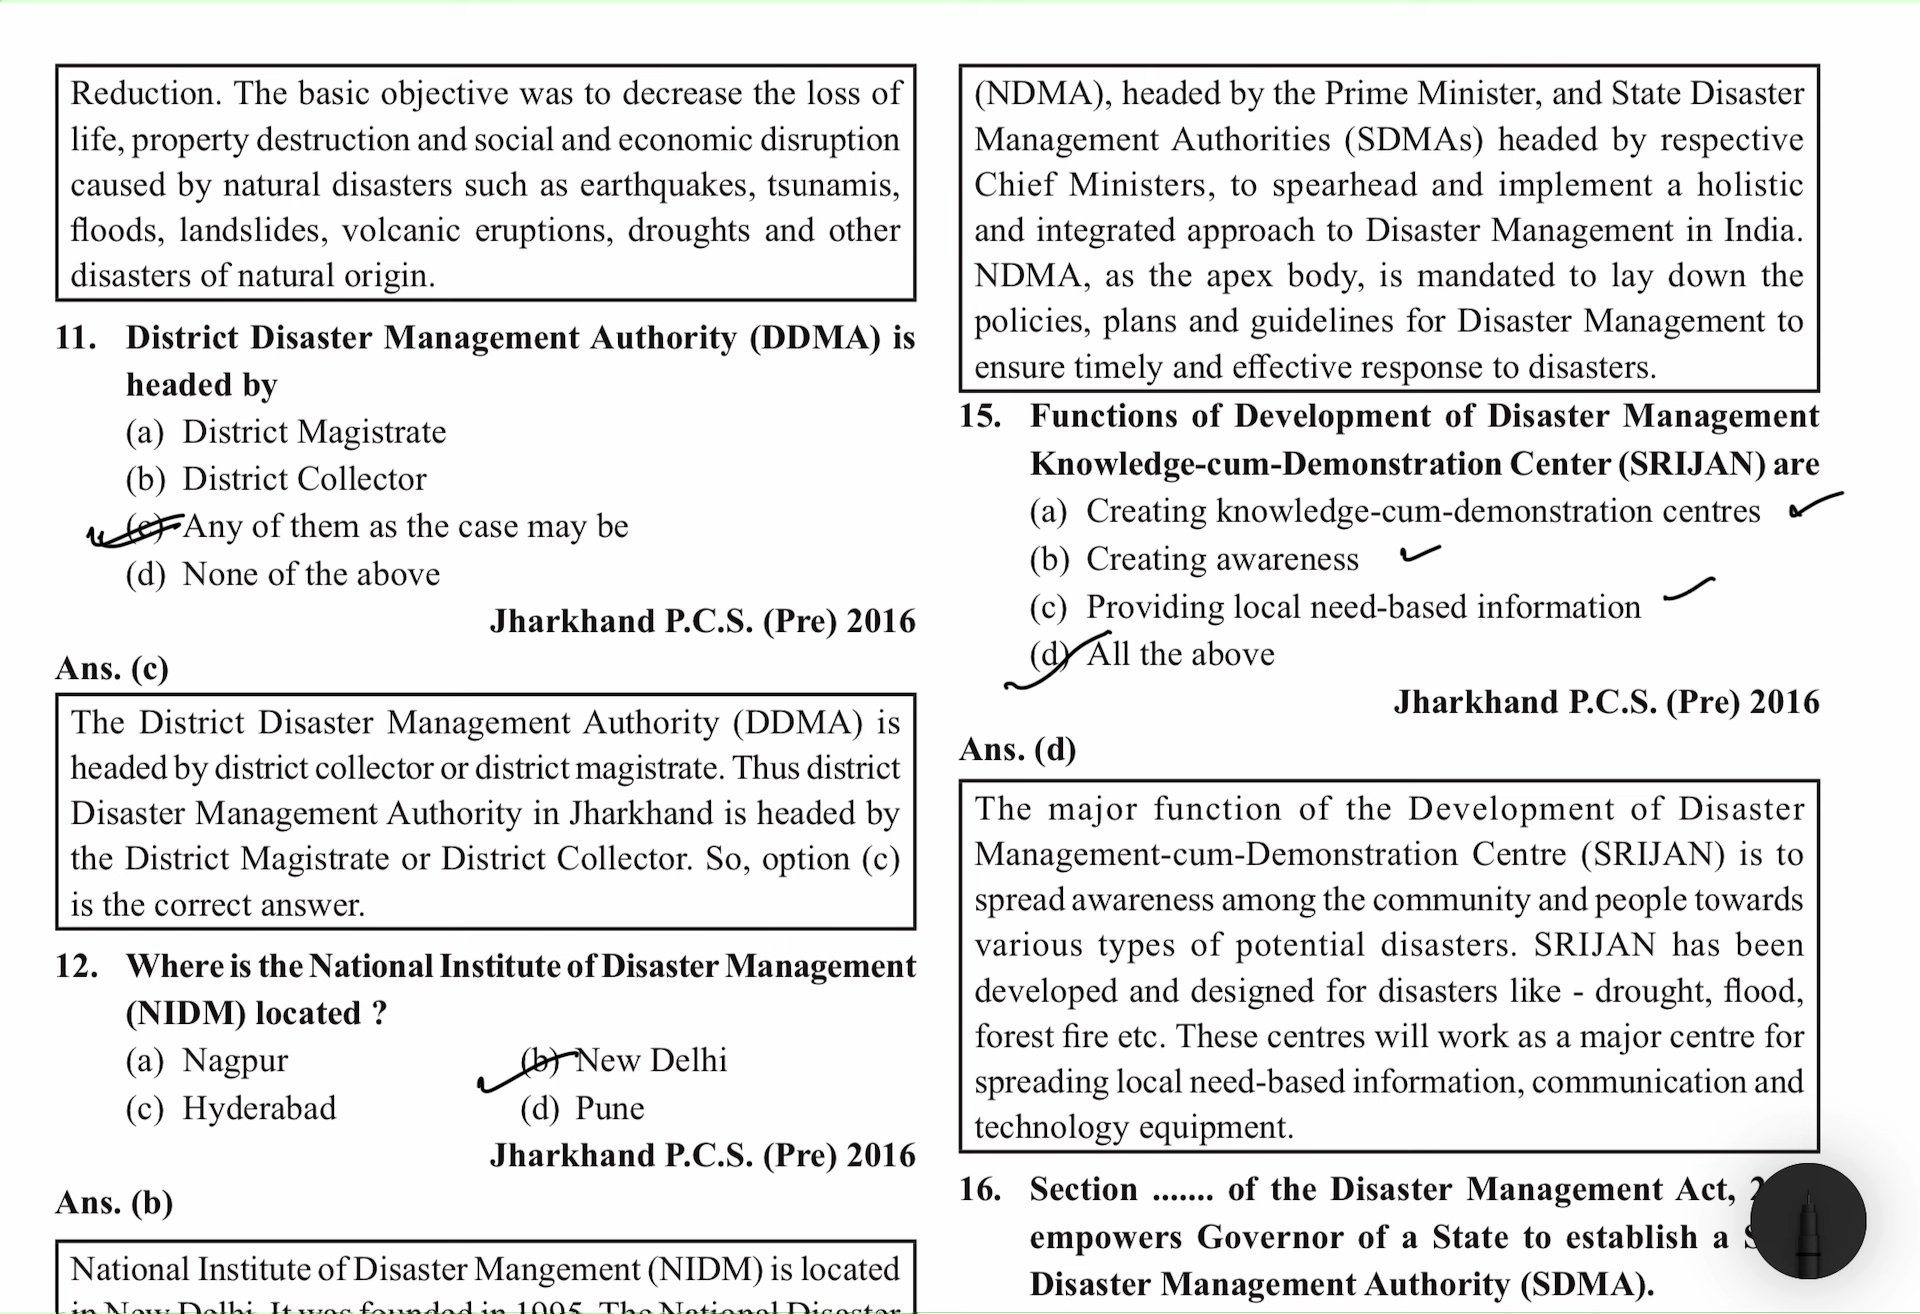 Reduction. The basic objective was to decrease the loss of
life, property destruction and social and economic disruption
caused by natural disasters such as earthquakes, tsunamis,
floods, landslides, volcanic eruptions, droughts and other
disasters of natural origin.
11. District Disaster Management Authority (DDMA) is
headed by
(a) District Magistrate
(b) District Collector
(c) Any of them as the case may be
(d) None of the above
Jharkhand P.C.S. (Pre) 2016
Ans. (c)
The District Disaster Management Authority (DDMA) is
headed by district collector or district magistrate. Thus district
Disaster Management Authority in Jharkhand is headed by
the District Magistrate or District Collector. So, option (c)
is the correct answer.
12. Where is the National Institute of Disaster Management
(NIDM) located ?
(a) Nagpur (b) New Delhi
(c) Hyderabad (d) Pune
Jharkhand P.C.S. (Pre) 2016
Ans. (b)
National Institute of Disaster Mangement (NIDM) is located
in New Delhi. It was founded in 1995. The National Disaster
(NDMA), headed by the Prime Minister, and State Disaster
Management Authorities (SDMAs) headed by respective
Chief Ministers, to spearhead and implement a holistic
and integrated approach to Disaster Management in India.
NDMA, as the apex body, is mandated to lay down the
policies, plans and guidelines for Disaster Management to
ensure timely and effective response to disasters.
15. Functions of Development of Disaster Management
Knowledge-cum-Demonstration Center (SRIJAN) are
(a) Creating knowledge-cum-demonstration centres
(b) Creating awareness
(c) Providing local need-based information
(d) All the above
Jharkhand P.C.S. (Pre) 2016
Ans. (d)
The major function of the Development of Disaster
Management-cum-Demonstration Centre (SRIJAN) is to
spread awareness among the community and people towards
various types of potential disasters. SRIJAN has been
developed and designed for disasters like - drought, flood,
forest fire etc. These centres will work as a major centre for
spreading local need-based information, communication and
technology equipment.
16. Section ....... of the Disaster Management Act,
empowers Governor of a State to establish a
Disaster Management Authority (SDMA).